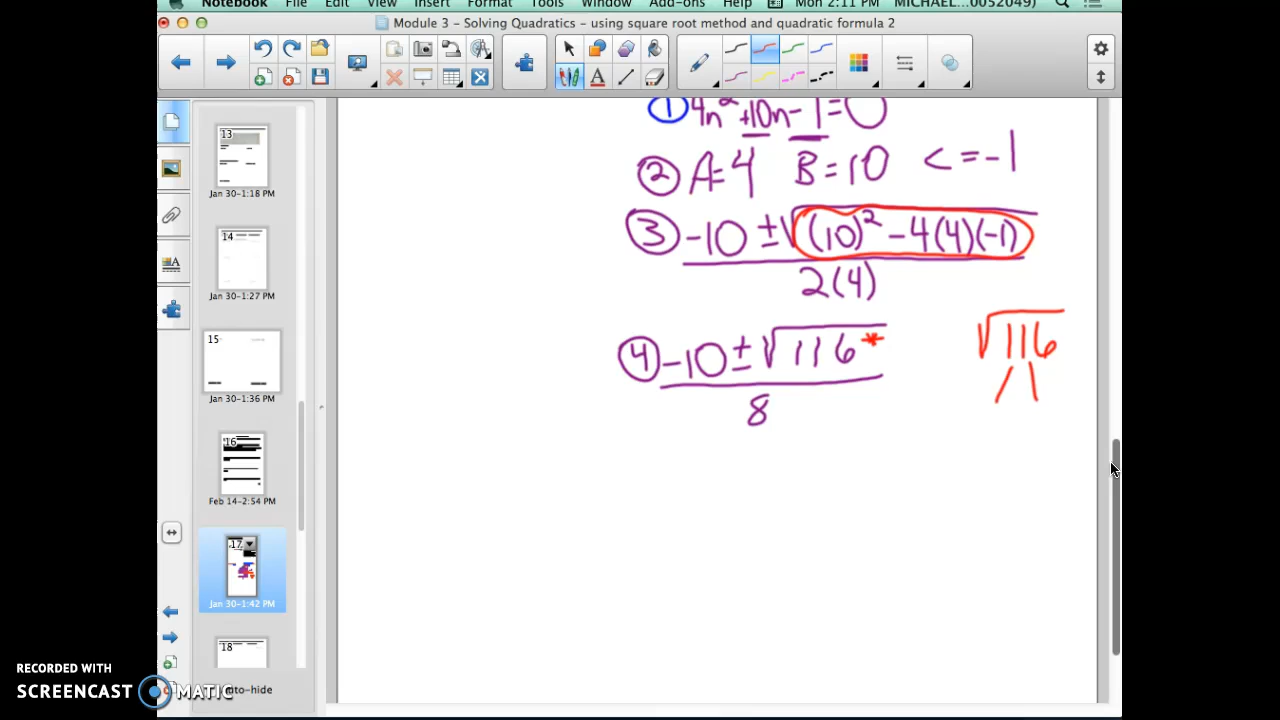 Notebook File Edit View Insert Format Tools Window Add-ons Help Mon 2:11 PM MICHAEL...0052049)
Module 3 - Solving Quadratics - using square root method and quadratic formula 2
13
Jan 30-1:18 PM
14
Jan 30-1:27 PM
15
Jan 30-1:36 PM
16
Feb 14-2:54 PM
17
Jan 30-1:42 PM
18
Auto-hide
① 4n²+10n-1=0
② A=4 B=10 C=-1
③ -10 ± √(10)² - 4(4)(-1)
2(4)
④ -10 ± √116 *
8
√116
RECORDED WITH
SCREENCAST MATIC